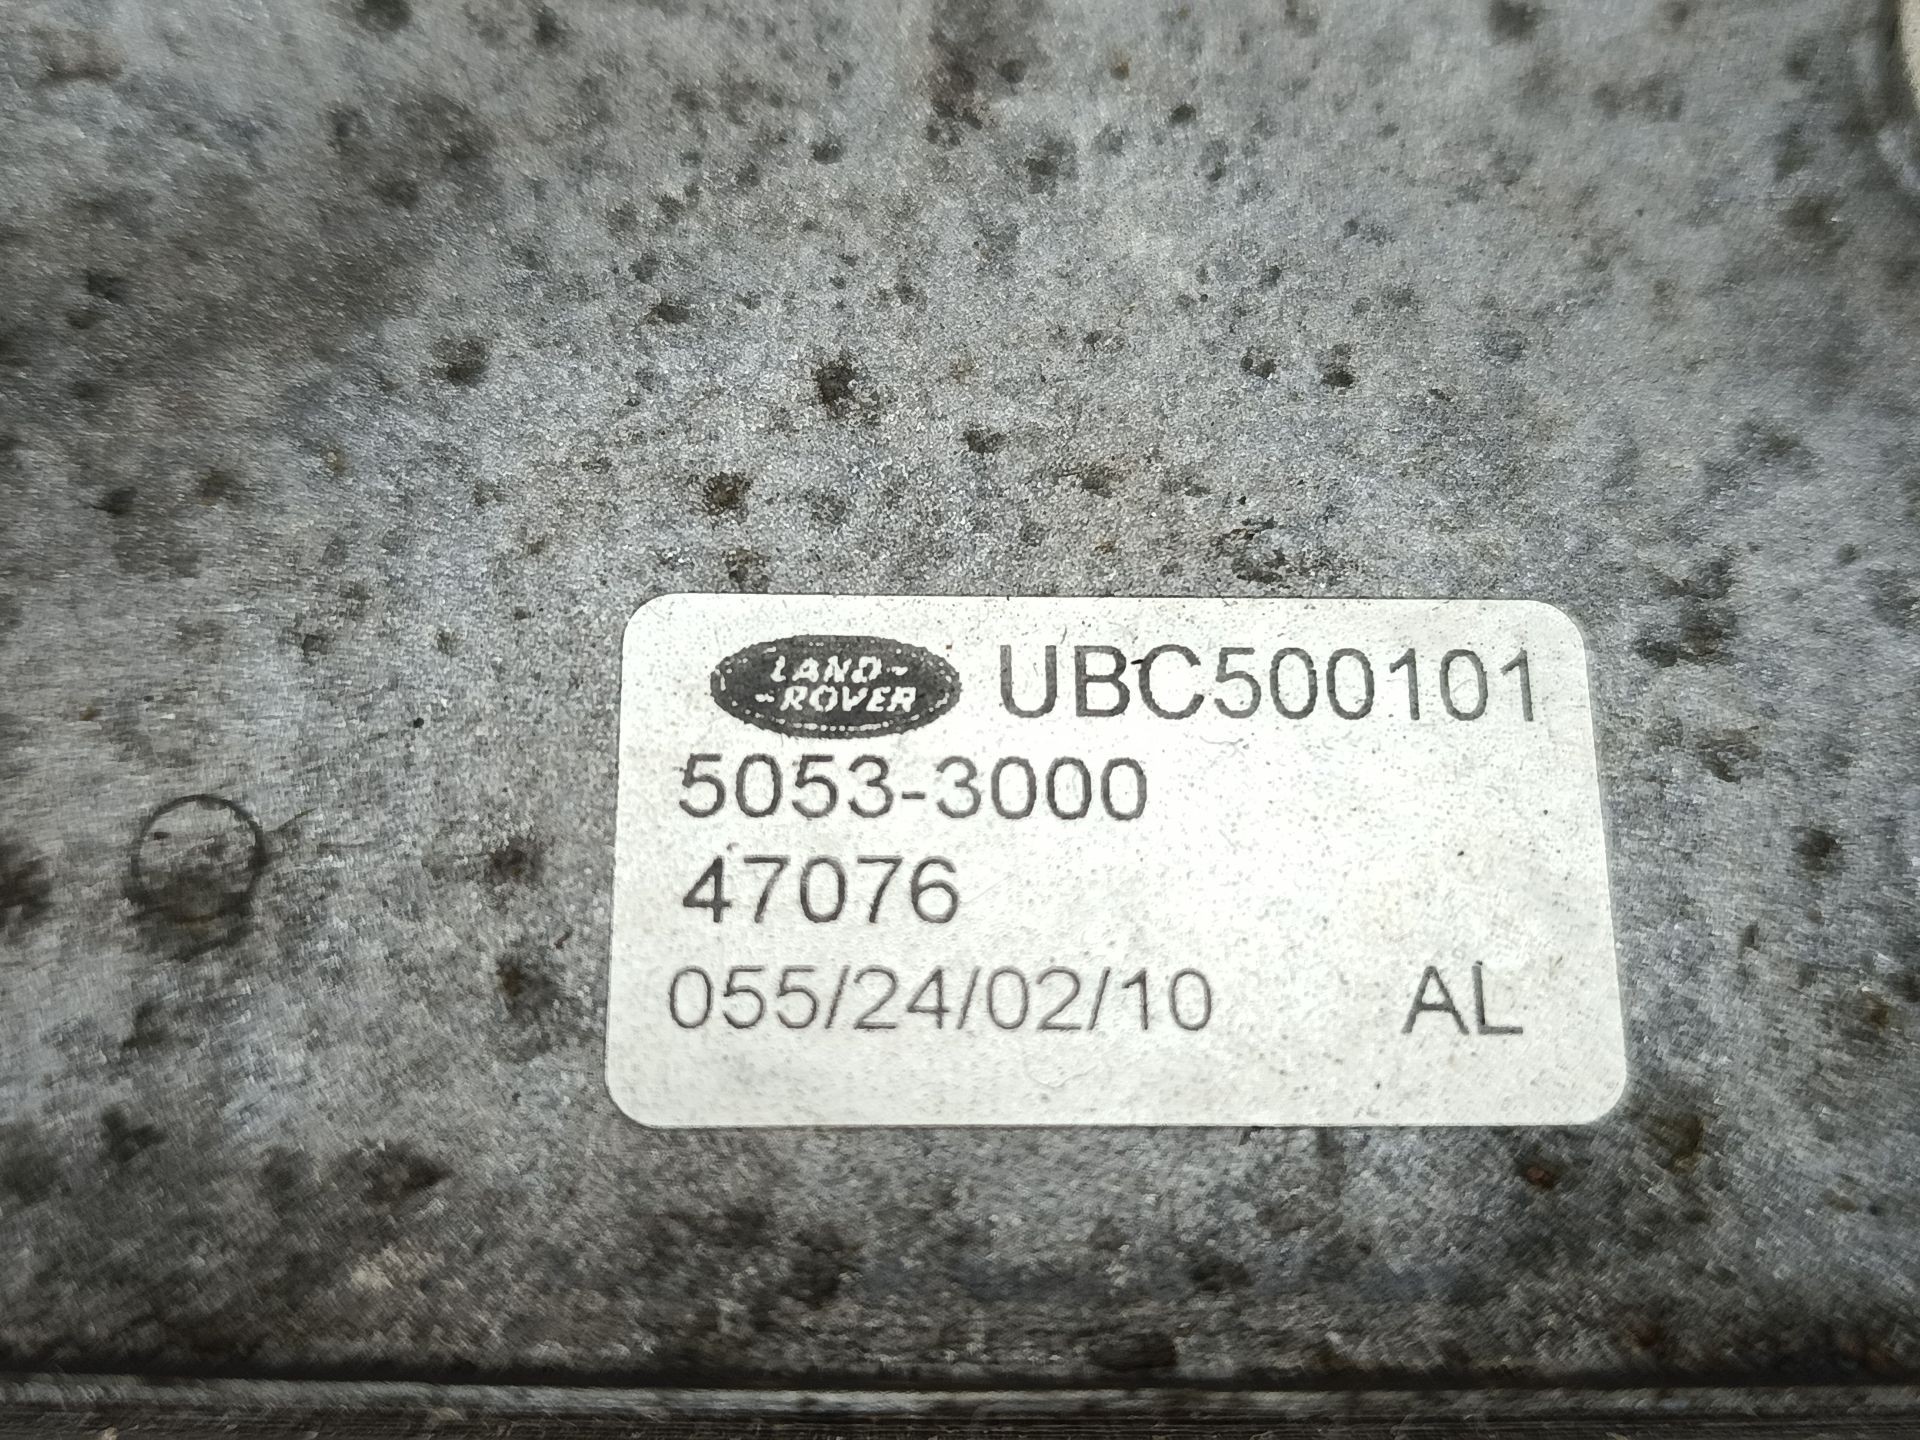 LAND-
-ROVER
UBC500101
5053-3000
47076
055/24/02/10 AL